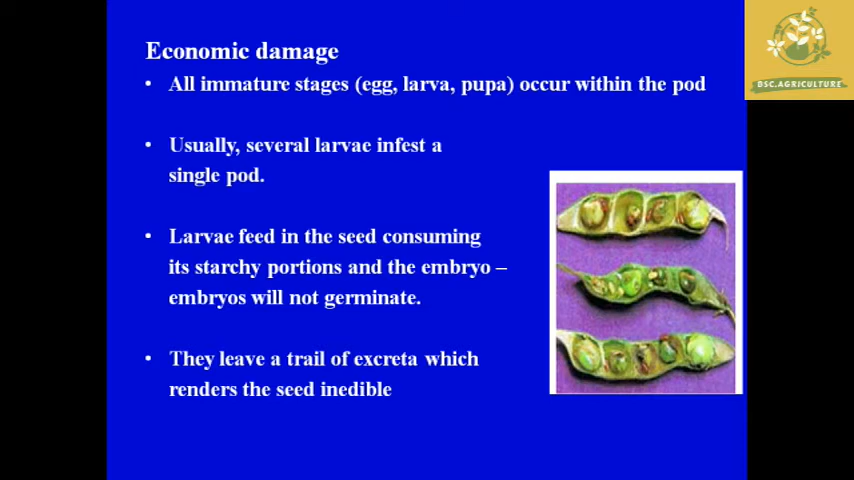 Economic damage
• All immature stages (egg, larva, pupa) occur within the pod
• Usually, several larvae infest a
single pod.
• Larvae feed in the seed consuming
its starchy portions and the embryo –
embryos will not germinate.
• They leave a trail of excreta which
renders the seed inedible
BSC.AGRICULTURE